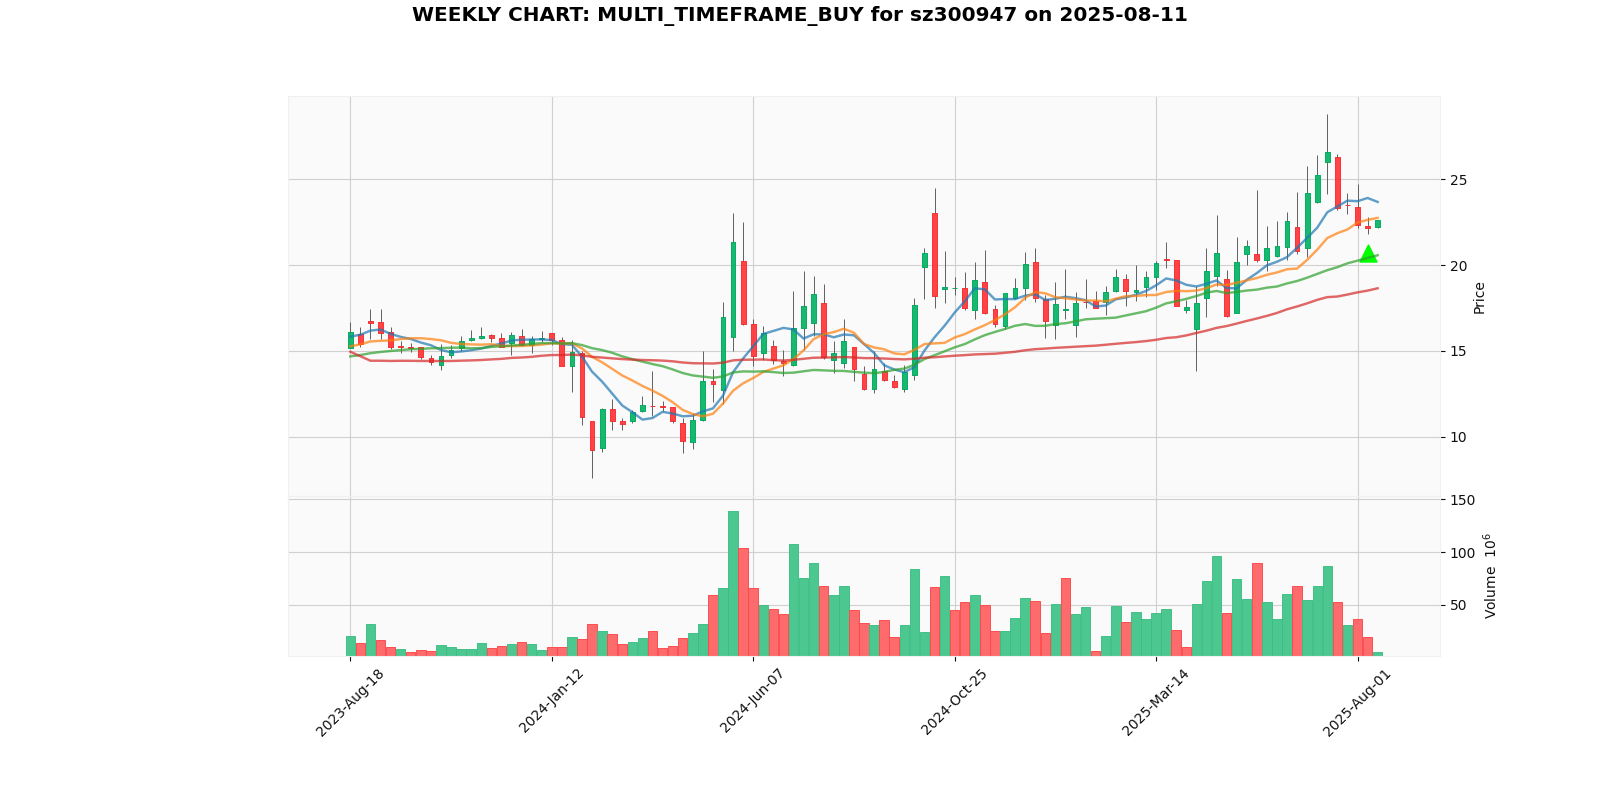 WEEKLY CHART: MULTI_TIMEFRAME_BUY for sz300947 on 2025-08-11
25
20
15
10
Price
150
100
50
Volume 10⁶
2023-Aug-18
2024-Jan-12
2024-Jun-07
2024-Oct-25
2025-Mar-14
2025-Aug-01